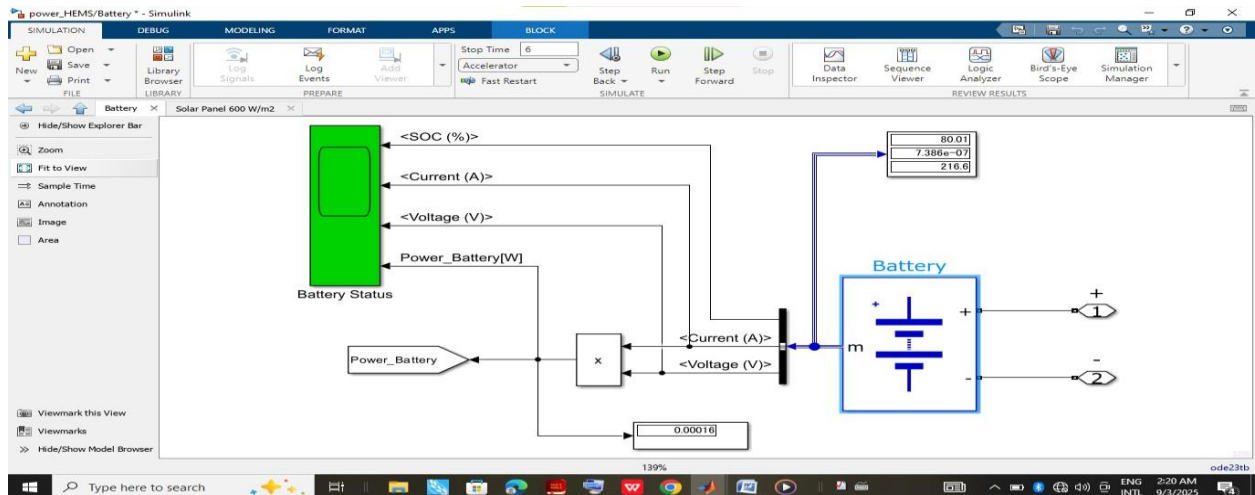 power_HEMS/Battery * - Simulink
SIMULATION DEBUG MODELING FORMAT APPS BLOCK
New
Open
Save
Print
FILE
Library Browser
LIBRARY
Log Signals
Log Events
Add Viewer
PREPARE
Stop Time 6
Accelerator
Fast Restart
Step Back
Run
Step Forward
Stop
SIMULATE
Data Inspector
Sequence Viewer
Logic Analyzer
Bird's-Eye Scope
Simulation Manager
REVIEW RESULTS
Battery
Solar Panel 600 W/m2
Hide/Show Explorer Bar
Zoom
Fit to View
Sample Time
Annotation
Image
Area
Viewmark this View
Viewmarks
Hide/Show Model Browser
<SOC (%)>
<Current (A)>
<Voltage (V)>
Power_Battery[W]
Battery Status
80.01
7.386e-07
216.6
Battery
+
+
-
-
+
1
-
2
m
<Current (A)>
<Voltage (V)>
×
Power_Battery
0.00016
139%
ode23tb
Type here to search
ENG
INTL
2:20 AM
9/3/2025